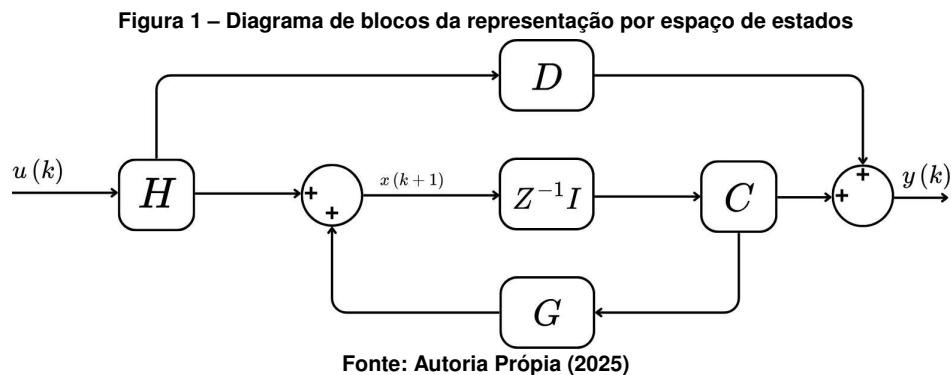 Figura 1 – Diagrama de blocos da representação por espaço de estados
D
u(k)
H
+
+
x(k+1)
Z⁻¹I
C
+
+
y(k)
G
Fonte: Autoria Própia (2025)